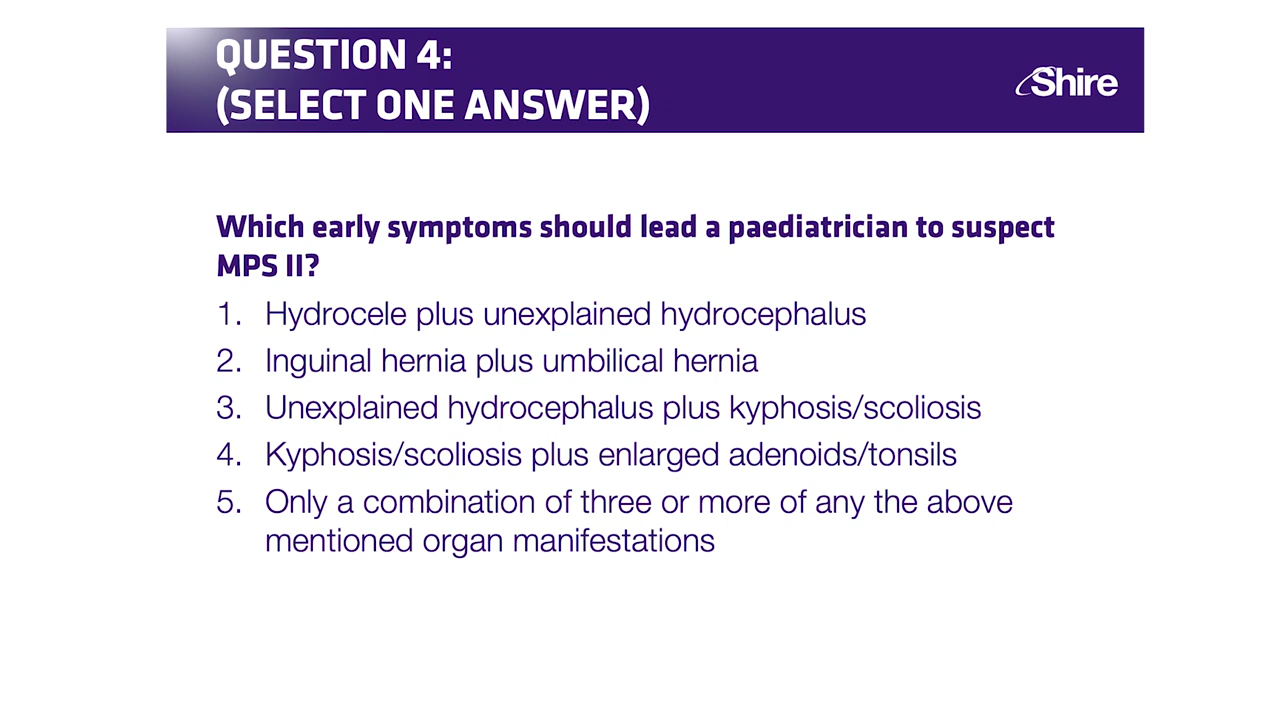 QUESTION 4:
(SELECT ONE ANSWER)
Shire
Which early symptoms should lead a paediatrician to suspect
MPS II?
1. Hydrocele plus unexplained hydrocephalus
2. Inguinal hernia plus umbilical hernia
3. Unexplained hydrocephalus plus kyphosis/scoliosis
4. Kyphosis/scoliosis plus enlarged adenoids/tonsils
5. Only a combination of three or more of any the above
mentioned organ manifestations